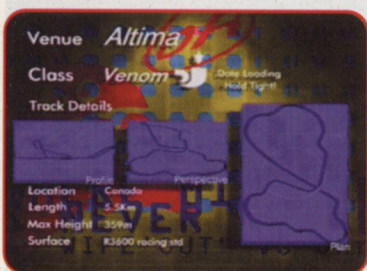 Venue Altima
Class Venom
Data Loading
Hold Tight!
Track Details
Profile
Perspective
Plan
Location Canada
Length 5.5Km
Max Height 359m
Surface R3600 racing std